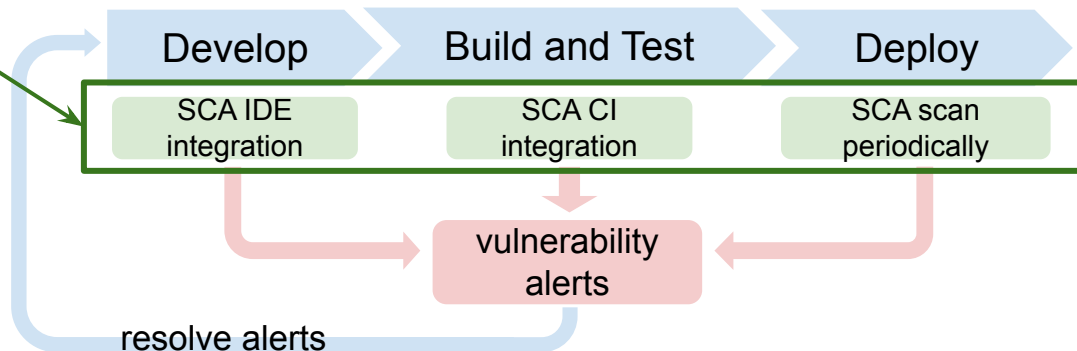 Develop
Build and Test
Deploy
SCA IDE
integration
SCA CI
integration
SCA scan
periodically
vulnerability
alerts
resolve alerts